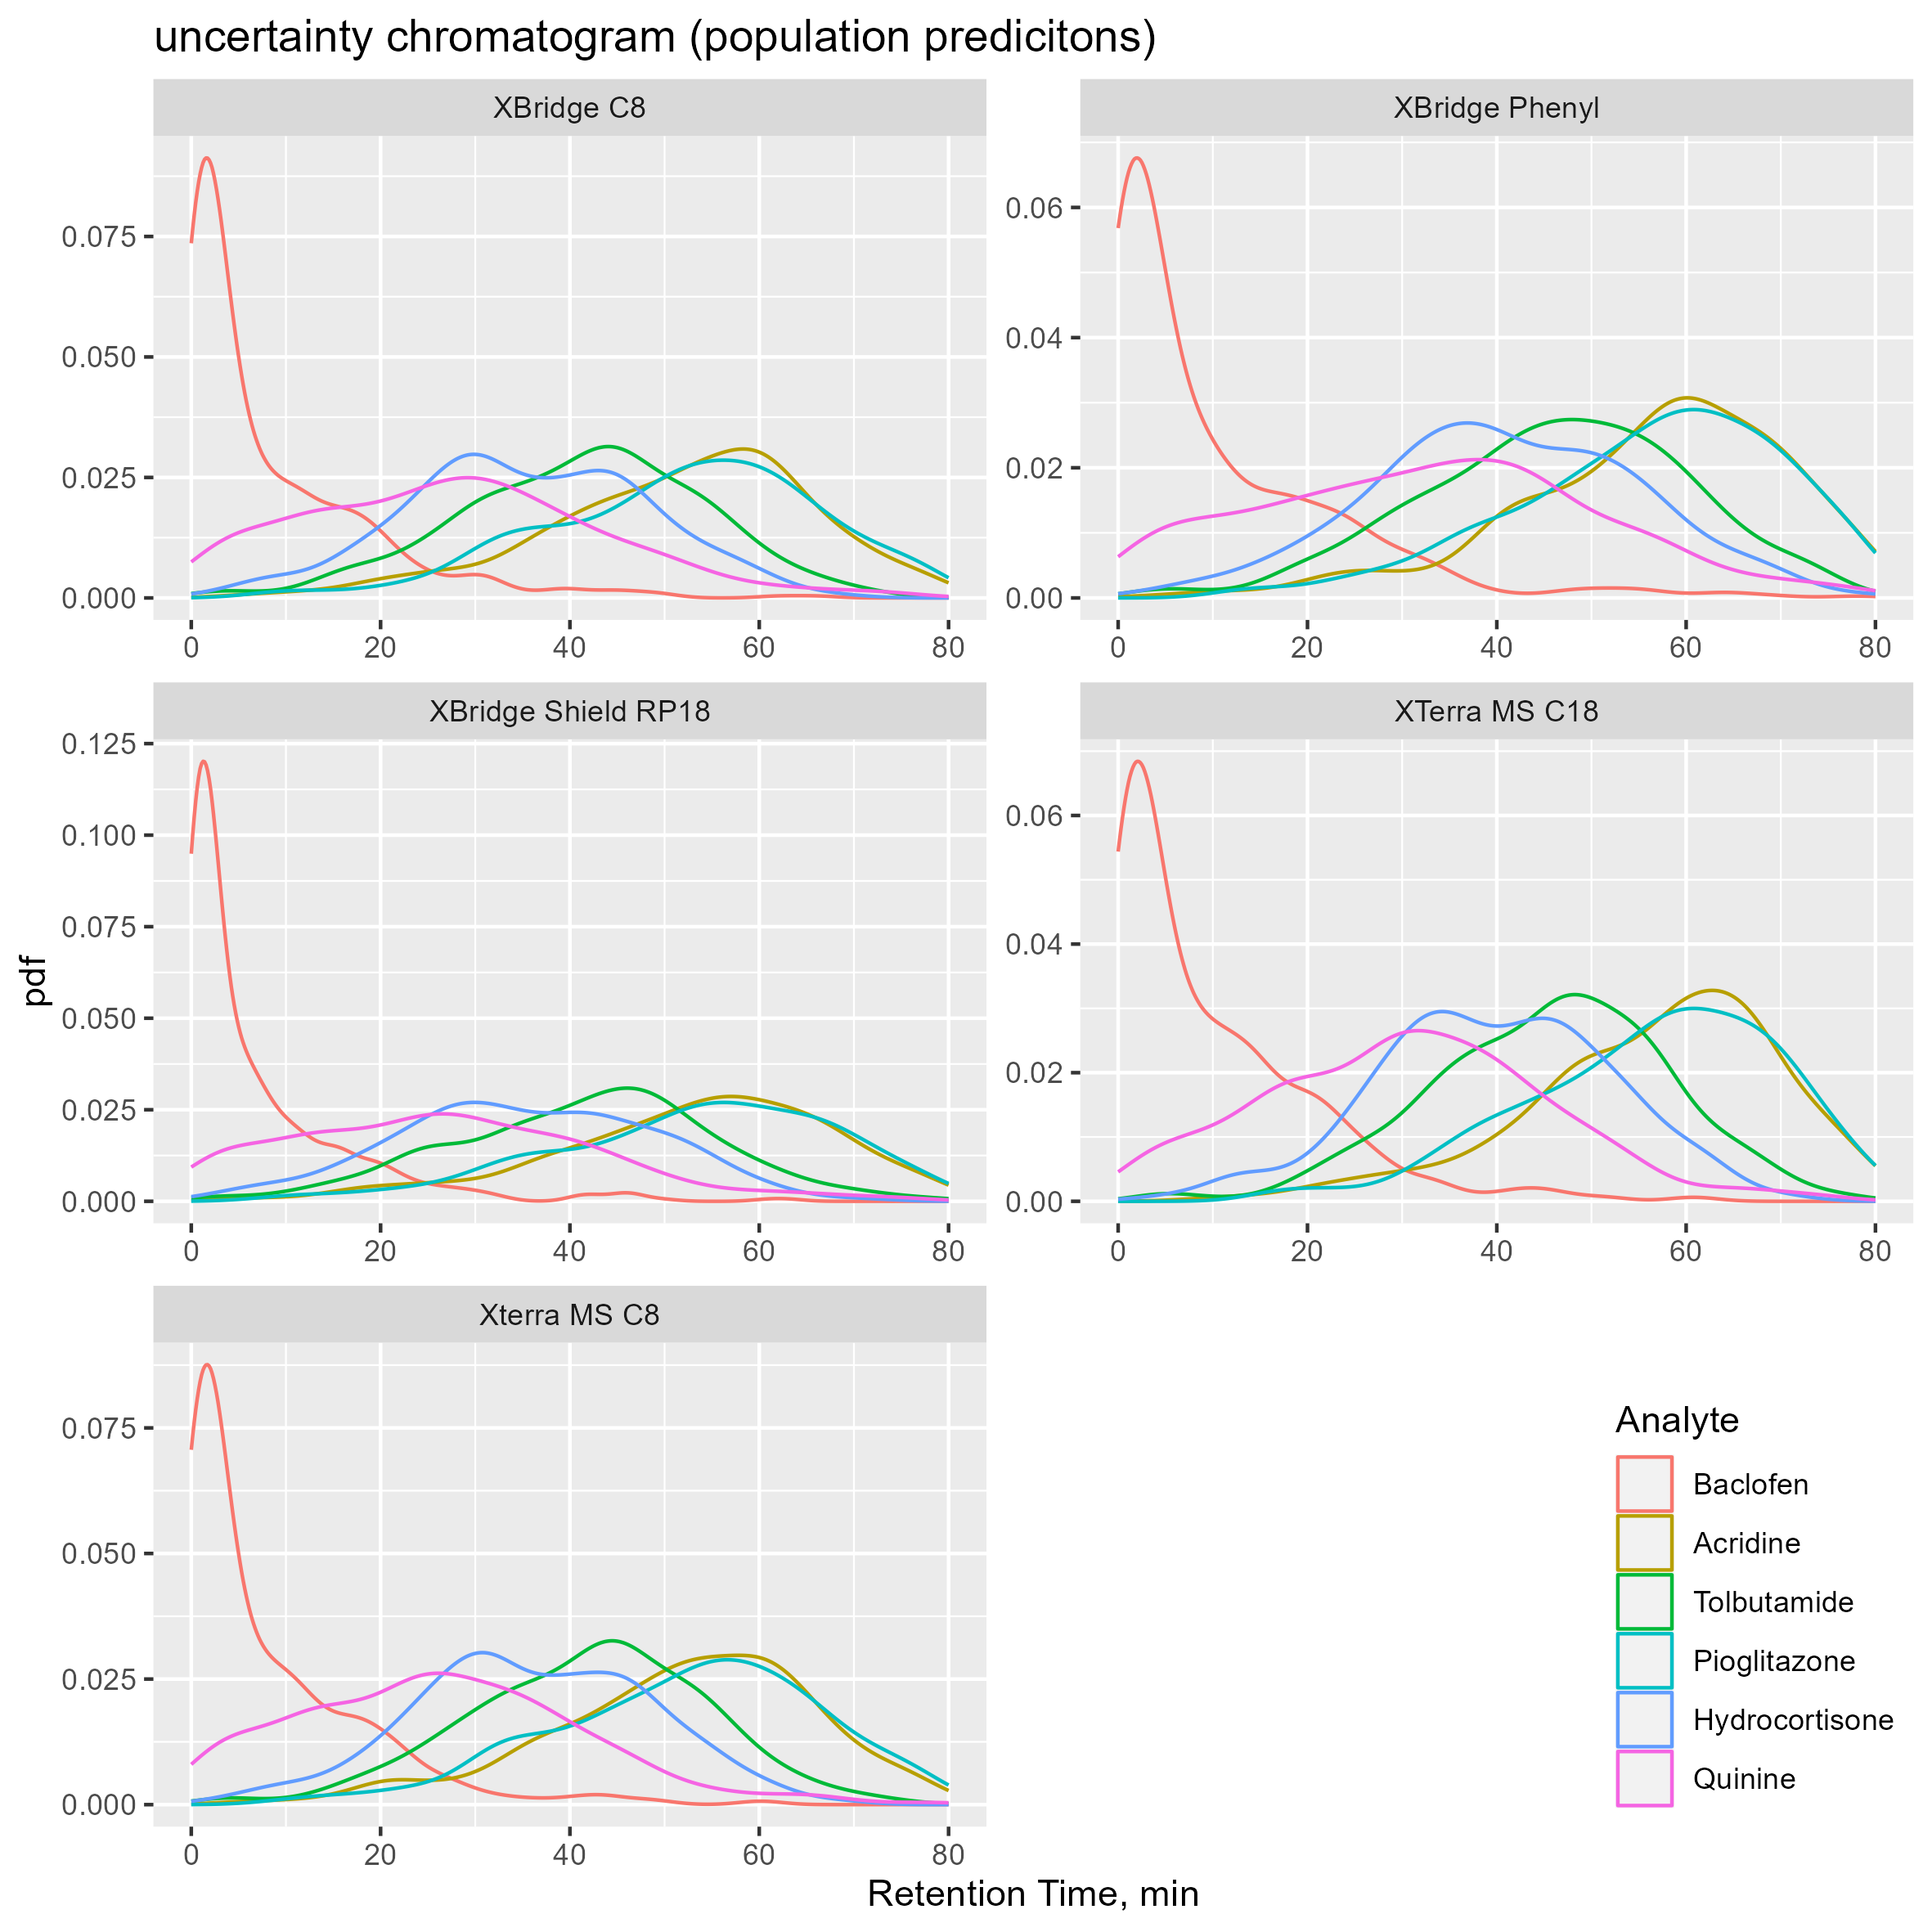 uncertainty chromatogram (population predicitons)
XBridge C8
0.075
0.050
0.025
0.000
0 20 40 60 80
XBridge Phenyl
0.06
0.04
0.02
0.00
0 20 40 60 80
XBridge Shield RP18
0.125
0.100
0.075
0.050
0.025
0.000
0 20 40 60 80
XTerra MS C18
0.06
0.04
0.02
0.00
0 20 40 60 80
Xterra MS C8
0.075
0.050
0.025
0.000
0 20 40 60 80
pdf
Retention Time, min
Analyte
Baclofen
Acridine
Tolbutamide
Pioglitazone
Hydrocortisone
Quinine